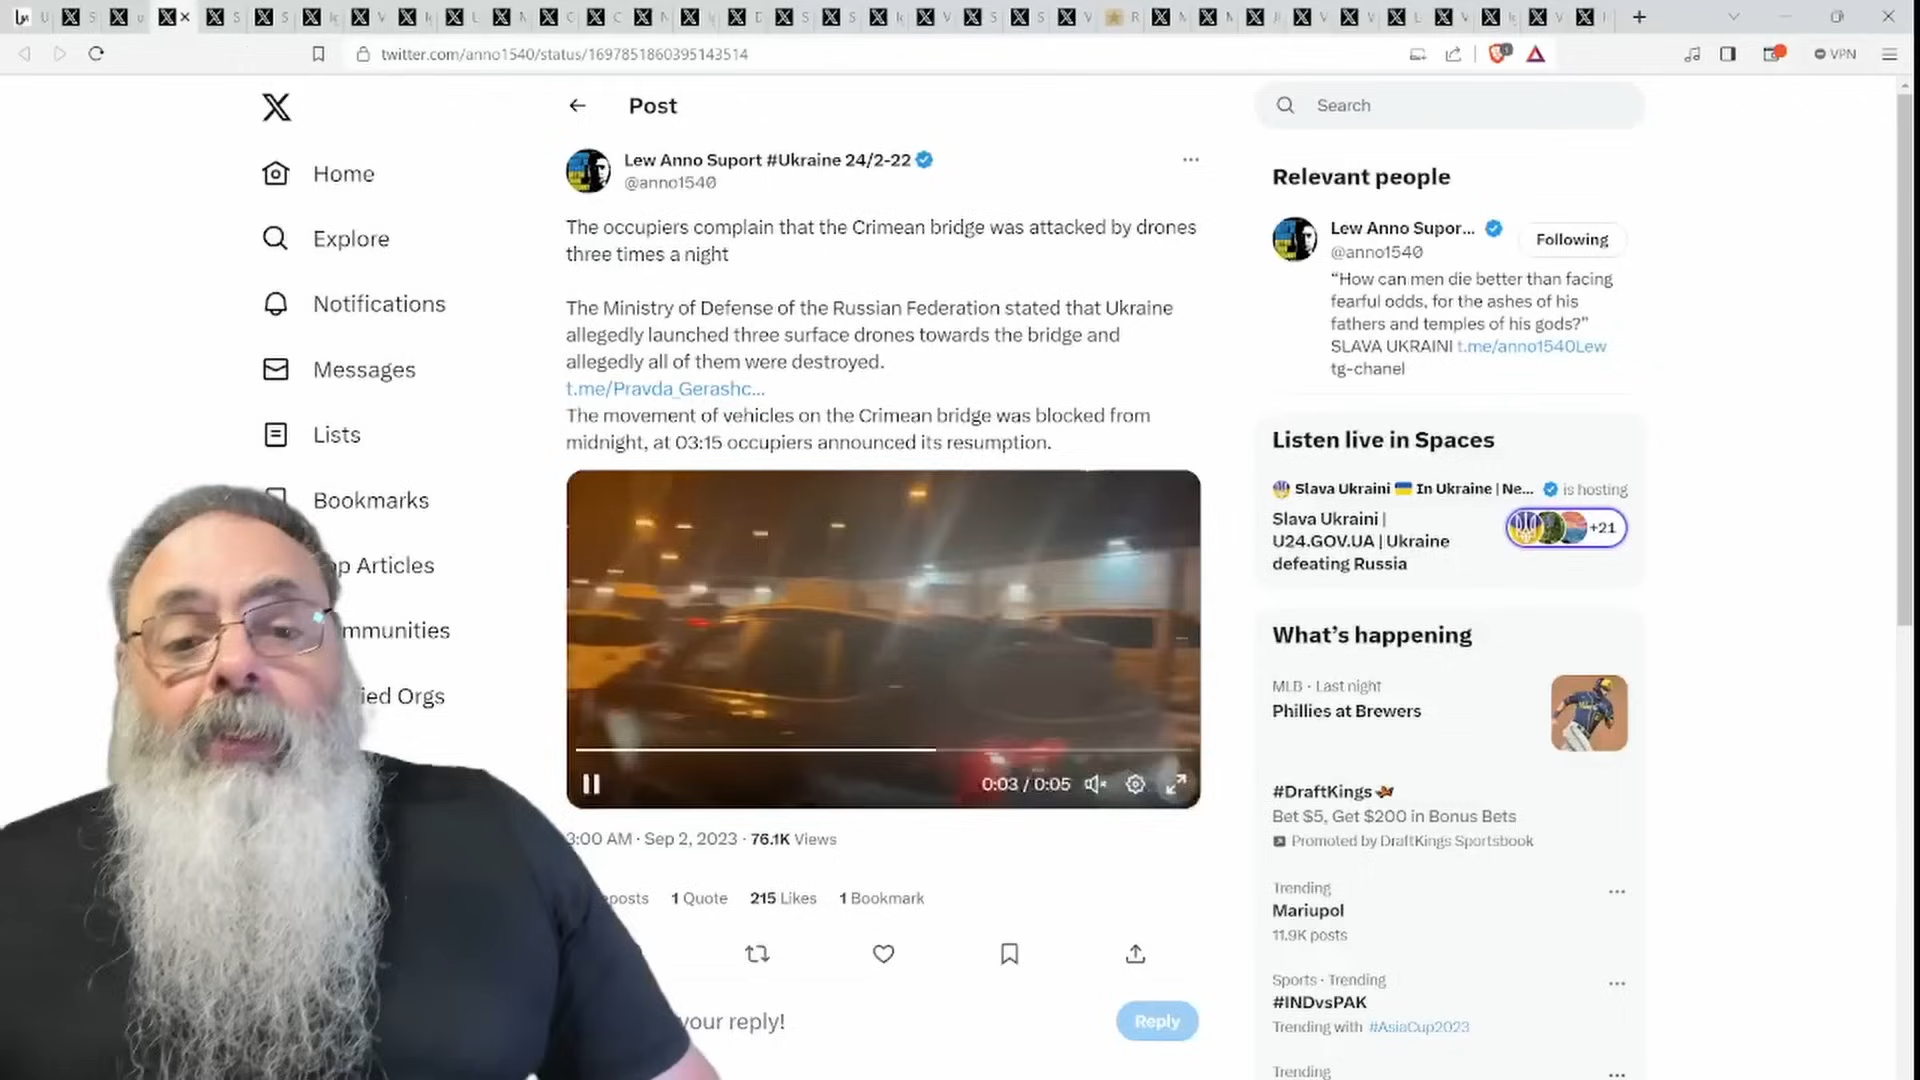 twitter.com/anno1540/status/1697851860395143514
VPN
Post
Search
Home
Explore
Notifications
Messages
Lists
Bookmarks
op Articles
mmunities
ied Orgs
Lew Anno Suport #Ukraine 24/2-22
@anno1540
The occupiers complain that the Crimean bridge was attacked by drones
three times a night
The Ministry of Defense of the Russian Federation stated that Ukraine
allegedly launched three surface drones towards the bridge and
allegedly all of them were destroyed.
t.me/Pravda_Gerashc...
The movement of vehicles on the Crimean bridge was blocked from
midnight, at 03:15 occupiers announced its resumption.
0:03 / 0:05
3:00 AM · Sep 2, 2023 · 76.1K Views
posts 1 Quote 215 Likes 1 Bookmark
your reply!
Reply
Relevant people
Lew Anno Supor...
@anno1540
Following
“How can men die better than facing
fearful odds, for the ashes of his
fathers and temples of his gods?”
SLAVA UKRAINI t.me/anno1540Lew
tg-chanel
Listen live in Spaces
Slava Ukraini In Ukraine | Ne... is hosting
Slava Ukraini |
U24.GOV.UA | Ukraine
defeating Russia
+21
What’s happening
MLB · Last night
Phillies at Brewers
#DraftKings
Bet $5, Get $200 in Bonus Bets
Promoted by DraftKings Sportsbook
Trending
Mariupol
11.9K posts
Sports · Trending
#INDvsPAK
Trending with #AsiaCup2023
Trending